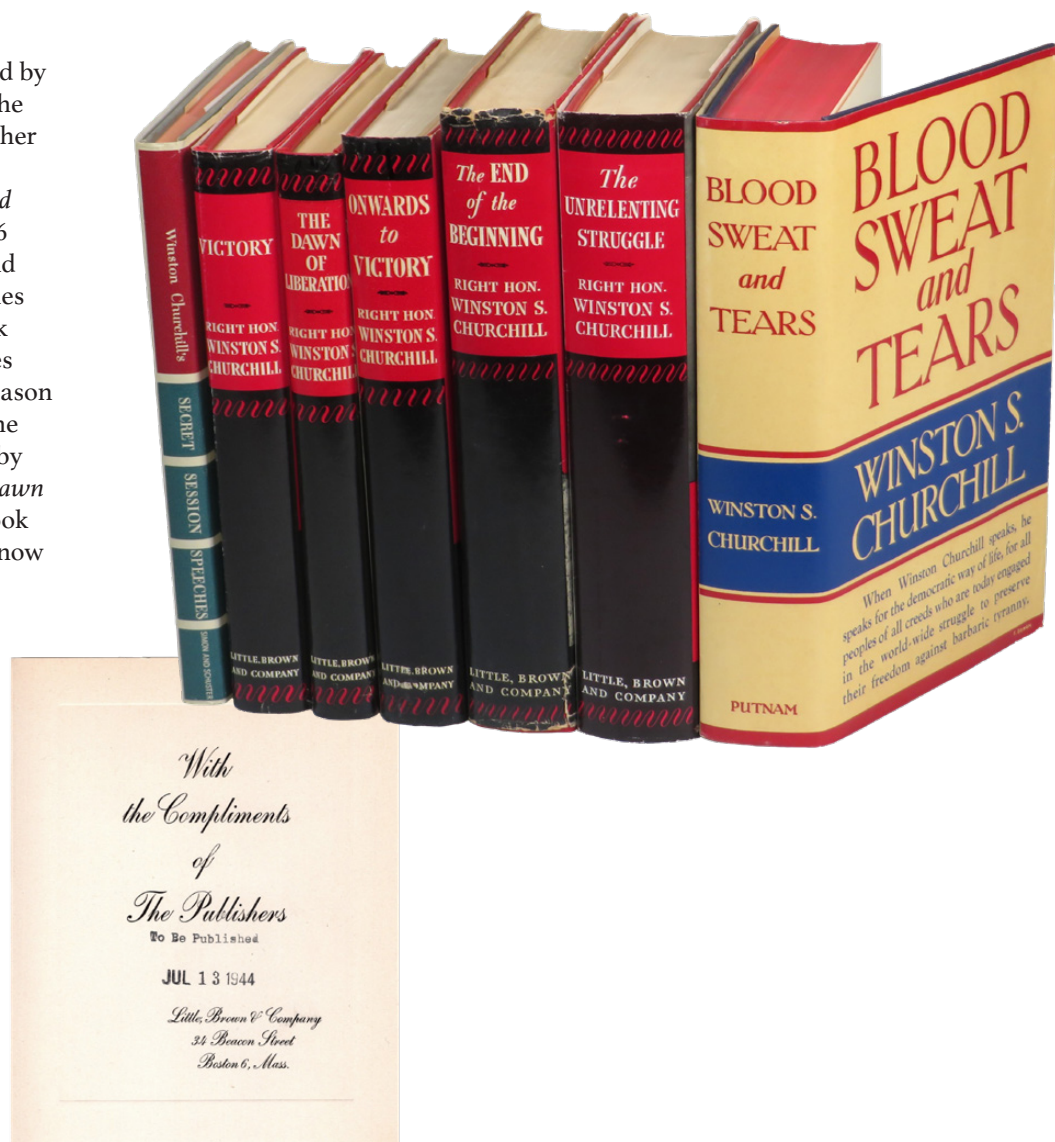 d by
he
her
d
6
d
es
k
es
ason
he
by
awn
ook
now
Winston Churchill's
SECRET
SESSION
SPEECHES
SIMON AND SCHUSTER
VICTORY
RIGHT HON.
WINSTON S.
CHURCHILL
LITTLE, BROWN
AND COMPANY
THE
DAWN
OF
LIBERATION
RIGHT HON
WINSTON S
CHURCHILL
LITTLE, BROWN
AND COMPANY
ONWARDS
to
VICTORY
RIGHT HON.
WINSTON S.
CHURCHILL
LITTLE, BROWN
AND COMPANY
The END
of the
BEGINNING
RIGHT HON.
WINSTON S.
CHURCHILL
LITTLE, BROWN
AND COMPANY
The
UNRELENTING
STRUGGLE
RIGHT HON.
WINSTON S.
CHURCHILL
LITTLE, BROWN
AND COMPANY
BLOOD
SWEAT
and
TEARS
WINSTON S.
CHURCHILL
PUTNAM
BLOOD
SWEAT
and
TEARS
WINSTON S.
CHURCHILL
When Winston Churchill speaks, he
speaks for the democratic way of life, for all
peoples of all creeds who are today engaged
in the world-wide struggle to preserve
their freedom against barbaric tyranny.
With
the Compliments
of
The Publishers
To Be Published
JUL 13 1944
Little, Brown & Company
34 Beacon Street
Boston 6, Mass.